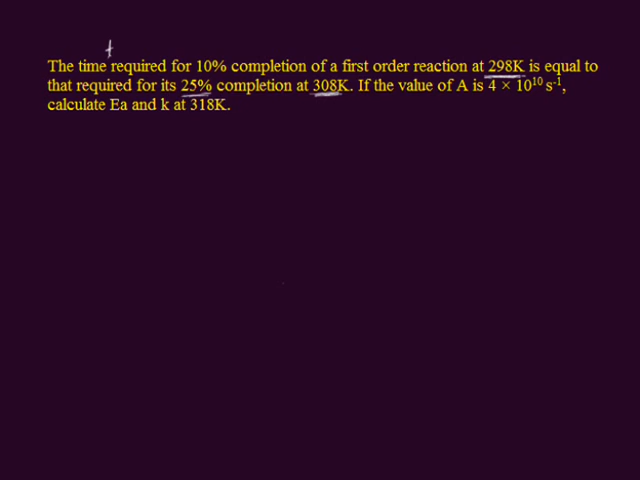 t
The time required for 10% completion of a first order reaction at 298K is equal to
that required for its 25% completion at 308K. If the value of A is 4 × 10¹⁰ s⁻¹,
calculate Ea and k at 318K.